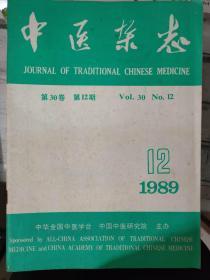 中医杂志
JOURNAL OF TRADITIONAL CHINESE MEDICINE
第30卷 第12期 Vol. 30 No. 12
12
1989
中华全国中医学会 中国中医研究院 主办
Sponsored by ALL-CHINA ASSOCIATION OF TRADITIONAL CHINESE
MEDICINE and CHINA ACADEMY OF TRADITIONAL CHINESE MEDICINE